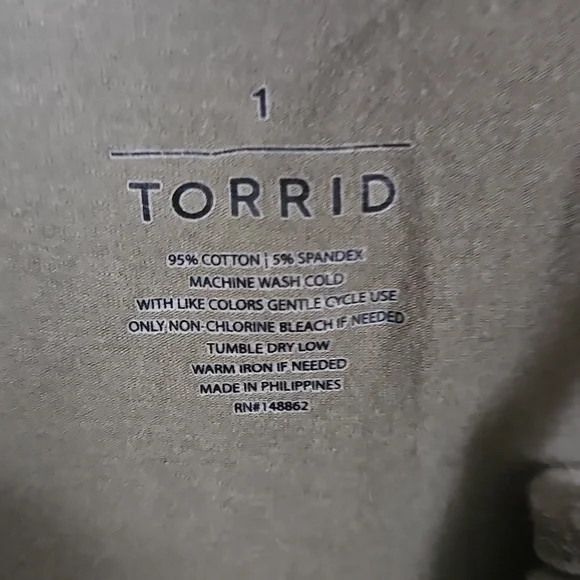 1
TORRID
95% COTTON | 5% SPANDEX
MACHINE WASH COLD
WITH LIKE COLORS GENTLE CYCLE USE
ONLY NON-CHLORINE BLEACH IF NEEDED
TUMBLE DRY LOW
WARM IRON IF NEEDED
MADE IN PHILIPPINES
RN#148862